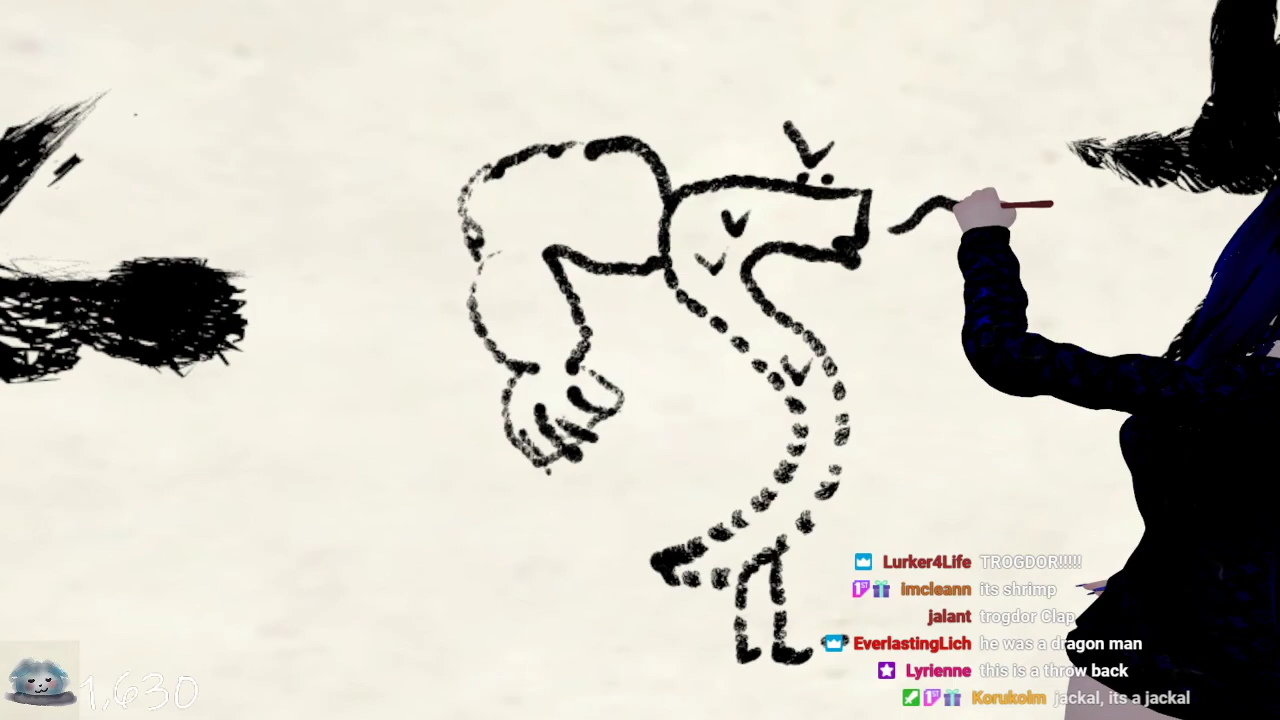 Lurker4Life TROGDOR!!!!!
imcleann its shrimp
jalant trogdor Clap
EverlastingLich he was a dragon man
Lyrienne this is a throw back
Korukolm jackal, its a jackal
1,630